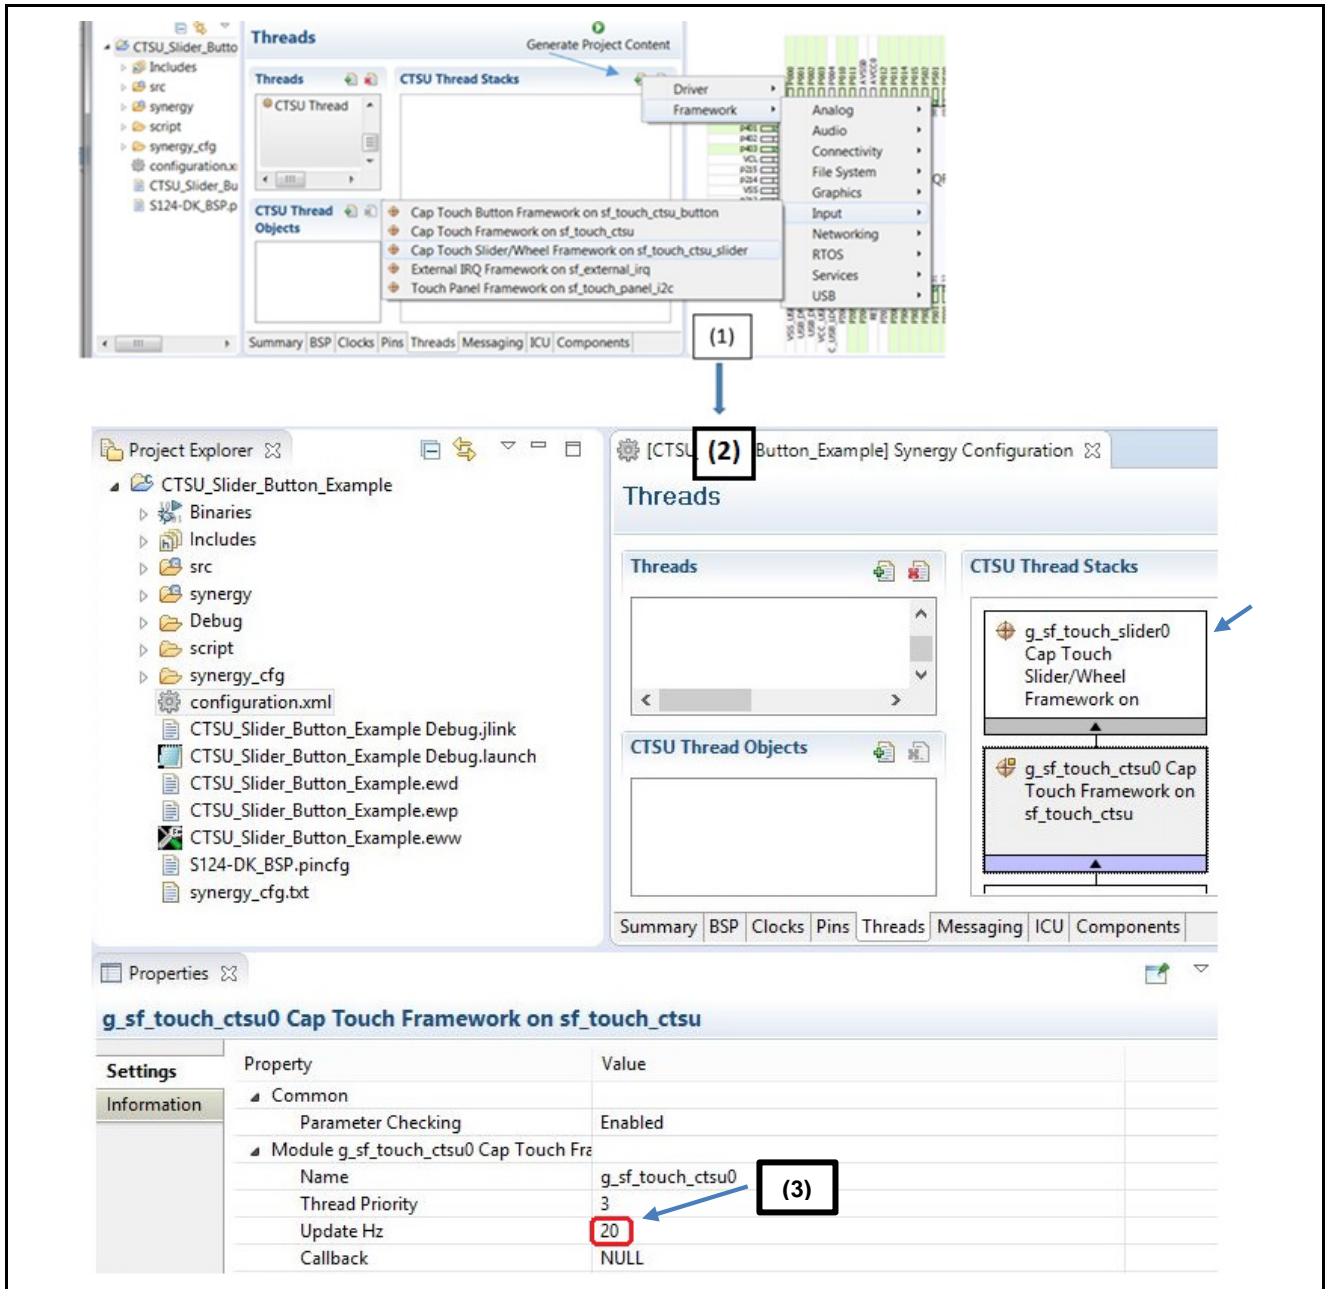 Threads
Generate Project Content
CTSU_Slider_Butto
Includes
src
synergy
script
synergy_cfg
configuration.x
CTSU_Slider_Bu
S124-DK_BSP.p
Threads
CTSU Thread Stacks
CTSU Thread
CTSU Thread
Objects
Driver
Framework
Analog
Audio
Connectivity
File System
Graphics
Input
Networking
RTOS
Services
USB
Cap Touch Button Framework on sf_touch_ctsu_button
Cap Touch Framework on sf_touch_ctsu
Cap Touch Slider/Wheel Framework on sf_touch_ctsu_slider
External IRQ Framework on sf_external_irq
Touch Panel Framework on sf_touch_panel_i2c
Summary BSP Clocks Pins Threads Messaging ICU Components
(1)
Project Explorer
[CTSU (2) Button_Example] Synergy Configuration
CTSU_Slider_Button_Example
Binaries
Includes
src
synergy
Debug
script
synergy_cfg
configuration.xml
CTSU_Slider_Button_Example Debug.jlink
CTSU_Slider_Button_Example Debug.launch
CTSU_Slider_Button_Example.ewd
CTSU_Slider_Button_Example.ewp
CTSU_Slider_Button_Example.eww
S124-DK_BSP.pincfg
synergy_cfg.txt
Threads
Threads
CTSU Thread Stacks
g_sf_touch_slider0
Cap Touch
Slider/Wheel
Framework on
CTSU Thread Objects
g_sf_touch_ctsu0 Cap
Touch Framework on
sf_touch_ctsu
Summary BSP Clocks Pins Threads Messaging ICU Components
Properties
g_sf_touch_ctsu0 Cap Touch Framework on sf_touch_ctsu
Settings
Information
Property Value
Common
Parameter Checking Enabled
Module g_sf_touch_ctsu0 Cap Touch Fra
Name g_sf_touch_ctsu0
(3)
Thread Priority 3
Update Hz 20
Callback NULL